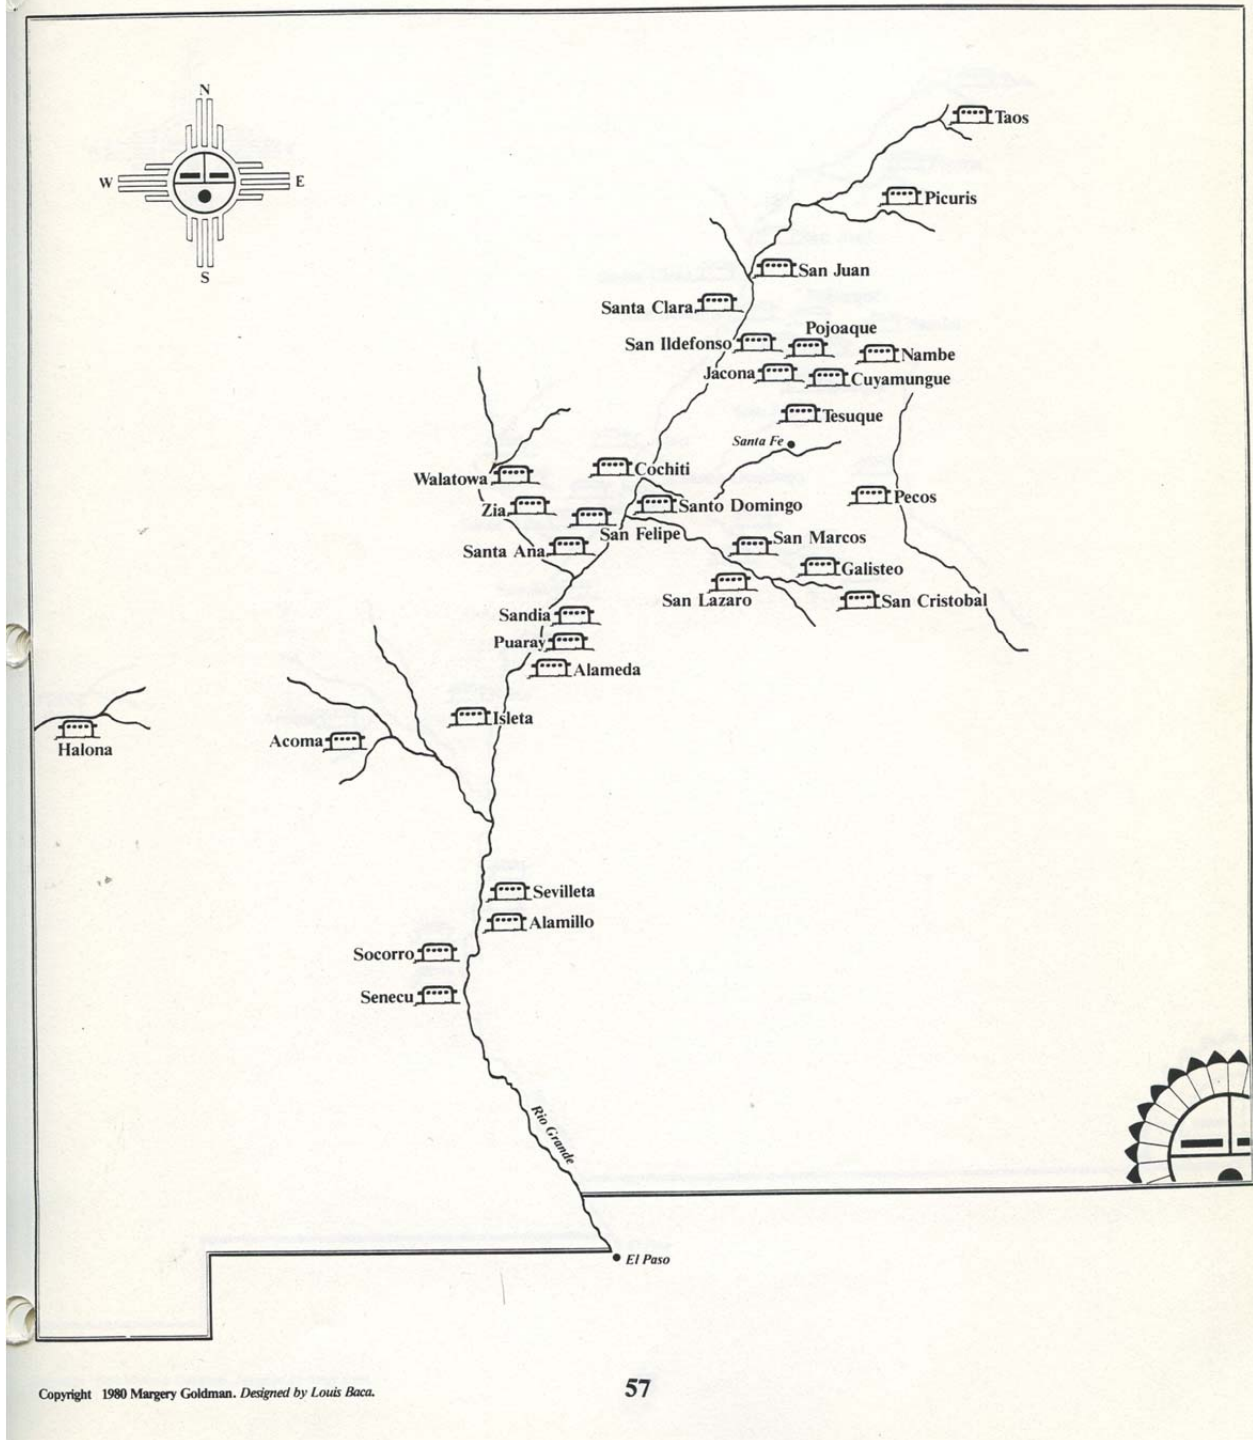 N
W E
S
Taos
Picuris
San Juan
Santa Clara
San Ildefonso
Pojoaque
Nambe
Jacona
Cuyamungue
Tesuque
Santa Fe
Cochiti
Walatowa
Pecos
Zia
Santo Domingo
San Felipe
San Marcos
Santa Ana
Galisteo
San Lazaro
San Cristobal
Sandia
Puaray
Alameda
Isleta
Acoma
Halona
Sevilleta
Alamillo
Socorro
Senecu
Rio Grande
El Paso
Copyright 1980 Margery Goldman. Designed by Louis Baca.
57